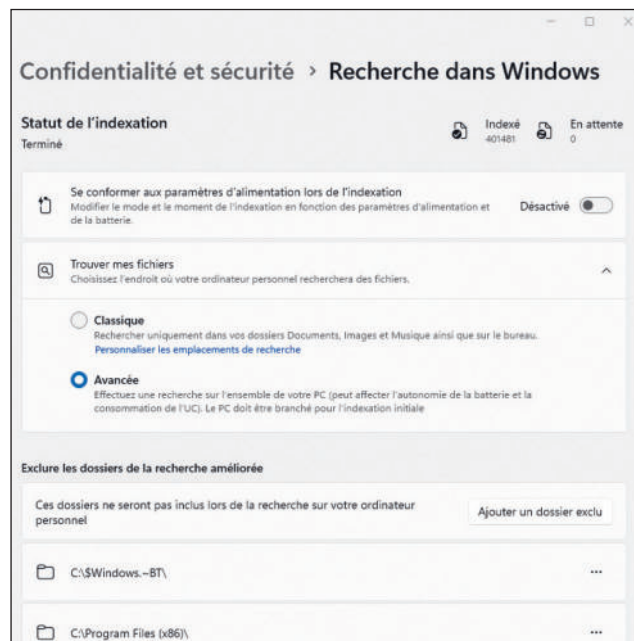 Confidentialité et sécurité > Recherche dans Windows
Statut de l'indexation
Terminé
Indexé
401481
En attente
0
Se conformer aux paramètres d'alimentation lors de l'indexation
Modifier le mode et le moment de l'indexation en fonction des paramètres d'alimentation et
de la batterie.
Désactivé
Trouver mes fichiers
Choisissez l'endroit où votre ordinateur personnel recherchera des fichiers.
Classique
Rechercher uniquement dans vos dossiers Documents, Images et Musique ainsi que sur le bureau.
Personnaliser les emplacements de recherche
Avancée
Effectuez une recherche sur l'ensemble de votre PC (peut affecter l'autonomie de la batterie et la
consommation de l'UC). Le PC doit être branché pour l'indexation initiale
Exclure les dossiers de la recherche améliorée
Ces dossiers ne seront pas inclus lors de la recherche sur votre ordinateur
personnel
Ajouter un dossier exclu
C:\$Windows.~BT\
C:\Program Files (x86)\